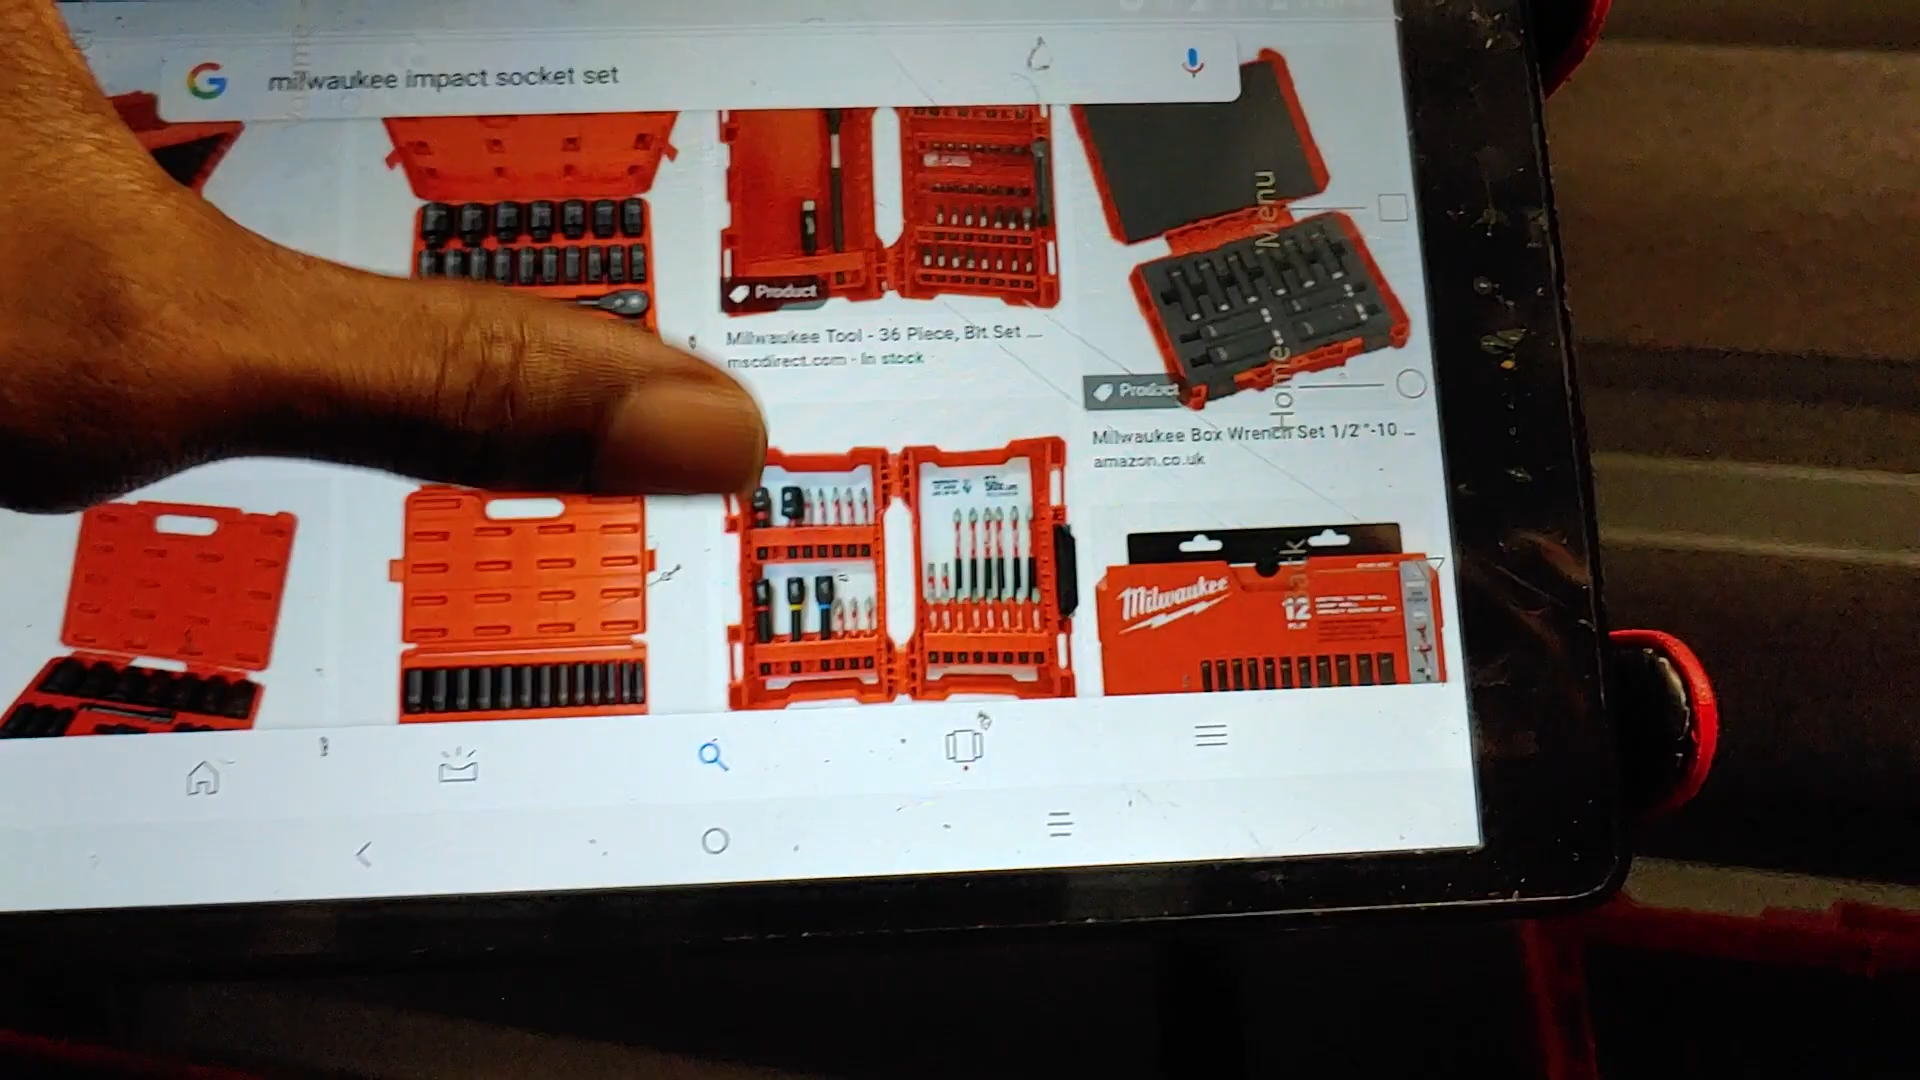 milwaukee impact socket set
Product
Milwaukee Tool - 36 Piece, Bit Set ...
mscdirect.com - In stock
Product
Milwaukee Box Wrench Set 1/2"-10 ...
amazon.co.uk
Milwaukee
12
Menu
Home